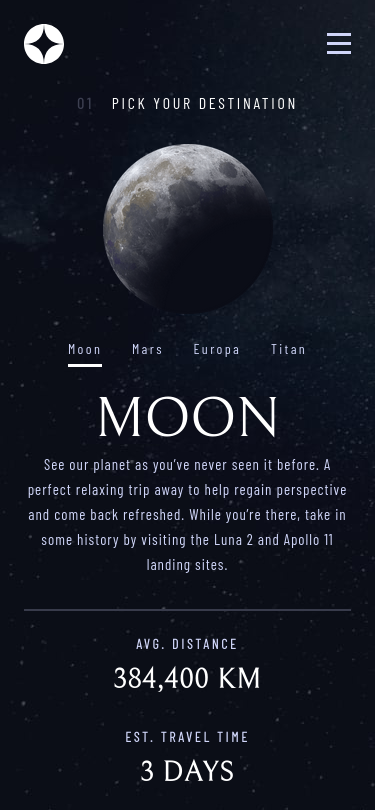 01 PICK YOUR DESTINATION
Moon Mars Europa Titan
MOON
See our planet as you’ve never seen it before. A
perfect relaxing trip away to help regain perspective
and come back refreshed. While you’re there, take in
some history by visiting the Luna 2 and Apollo 11
landing sites.
AVG. DISTANCE
384,400 KM
EST. TRAVEL TIME
3 DAYS